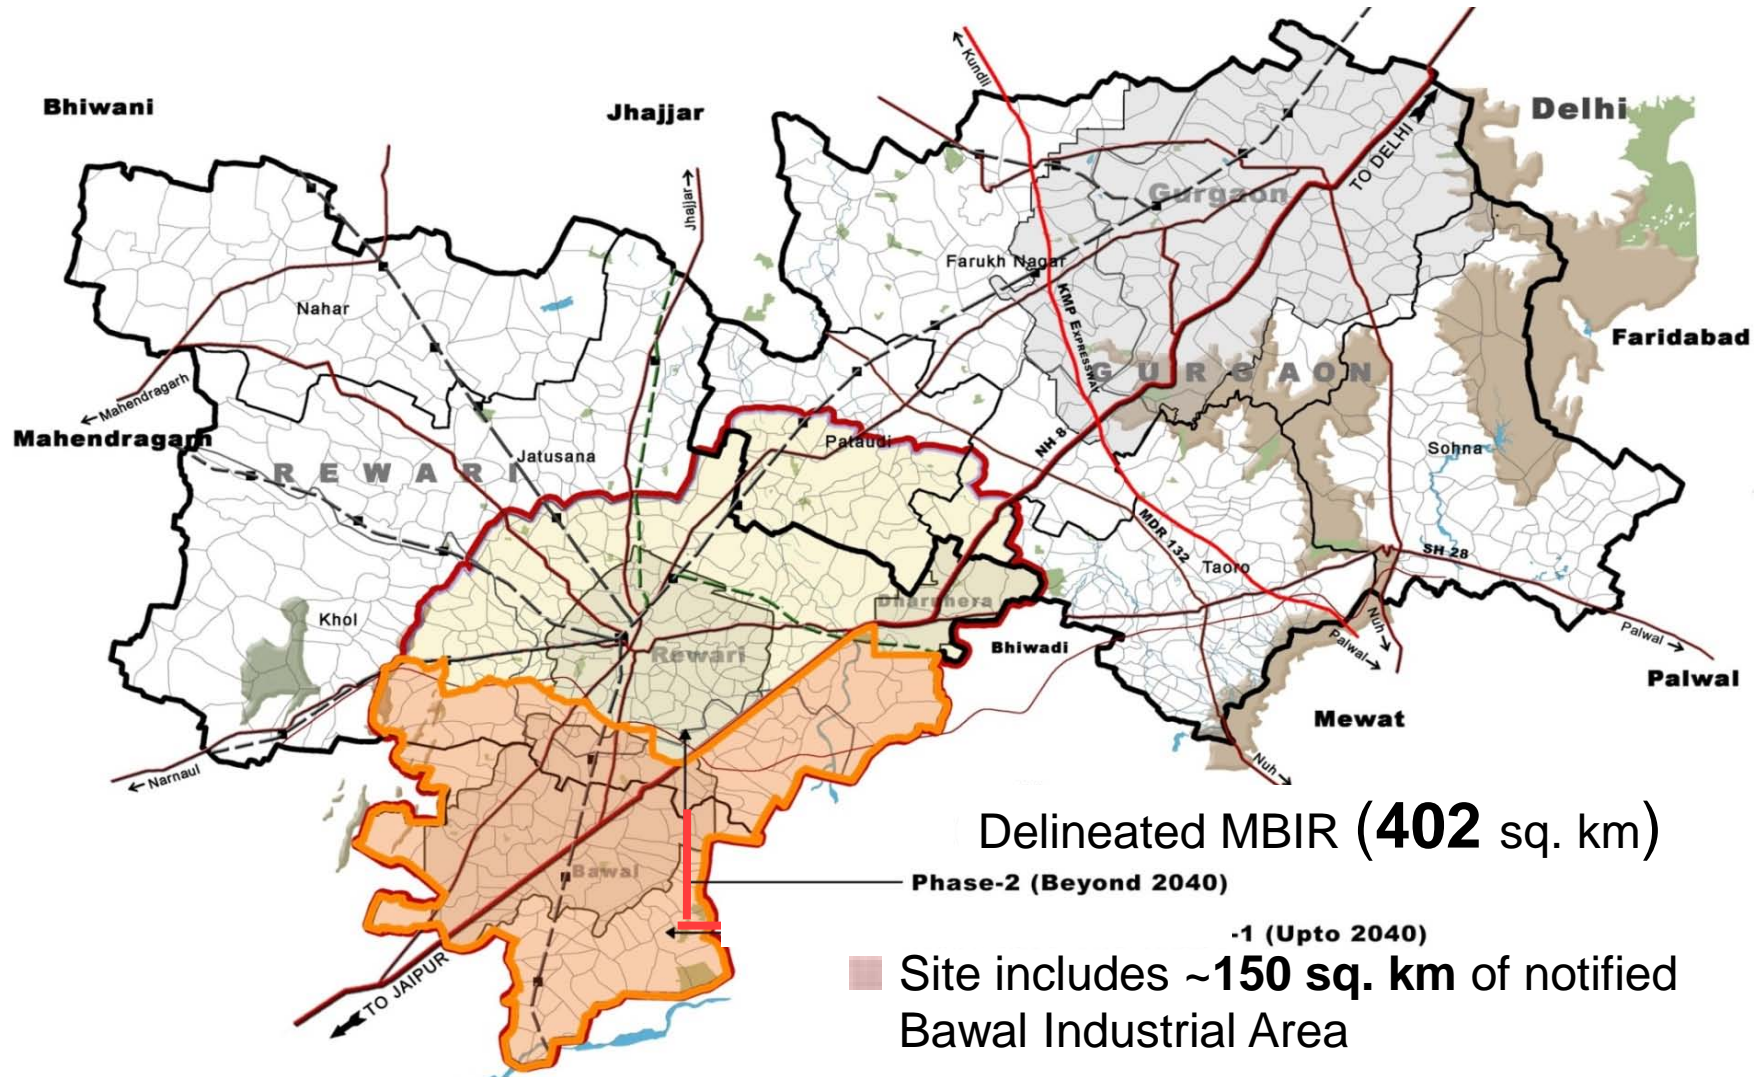 Kundli
Bhiwani
Jhajjar
Delhi
TO DELHI
Jhajjar
Gurgaon
Farukh Nagar
Nahar
KMP EXPRESSWAY
Faridabad
GURGAON
Mahendragarh
Mahendragarh
Pataudi
NH 8
Sohna
REWARI
Jatusana
MDR 132
SH 28
Taoro
Dharuhera
Khol
Nuh
Palwal
Bhiwadi
Palwal
Rewari
Palwal
Mewat
Narnaul
Nuh
Delineated MBIR (402 sq. km)
Bawal
Phase-2 (Beyond 2040)
-1 (Upto 2040)
Site includes ~150 sq. km of notified
Bawal Industrial Area
TO JAIPUR